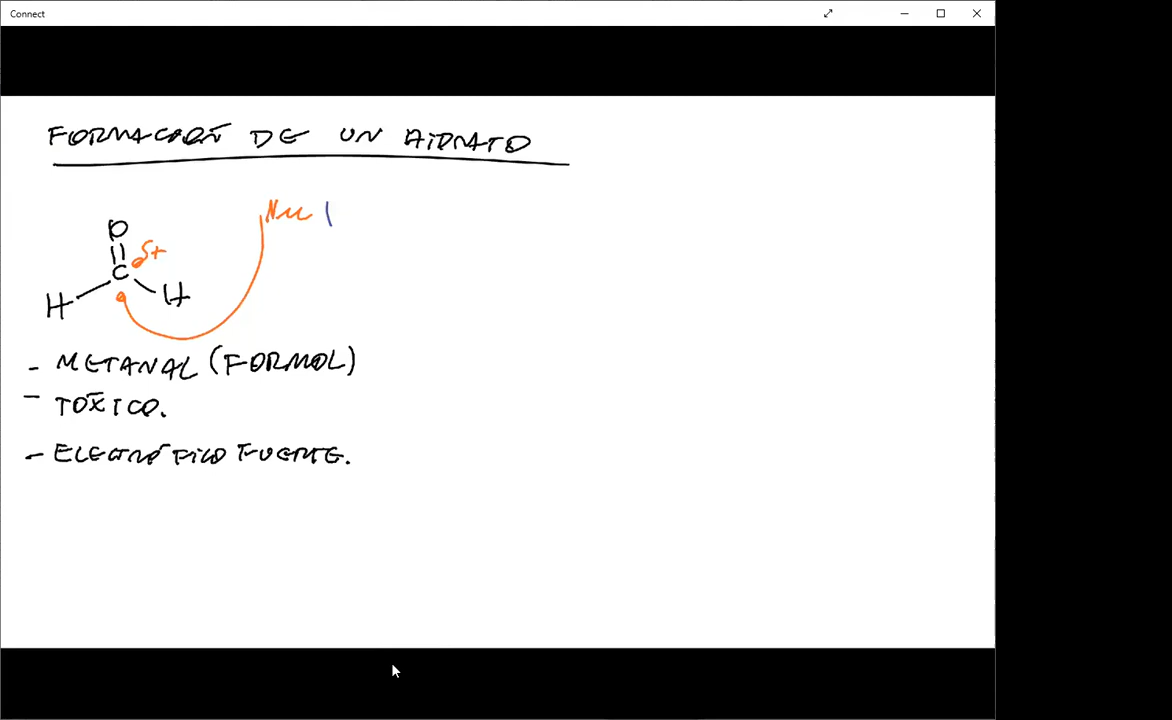 Connect
FORMACIÓN DE UN HIDRATO
Nu (
O
δ+
C
H H
- METANAL (FORMOL)
- TÓXICO.
- ELECTRÓFILO FUERTE.